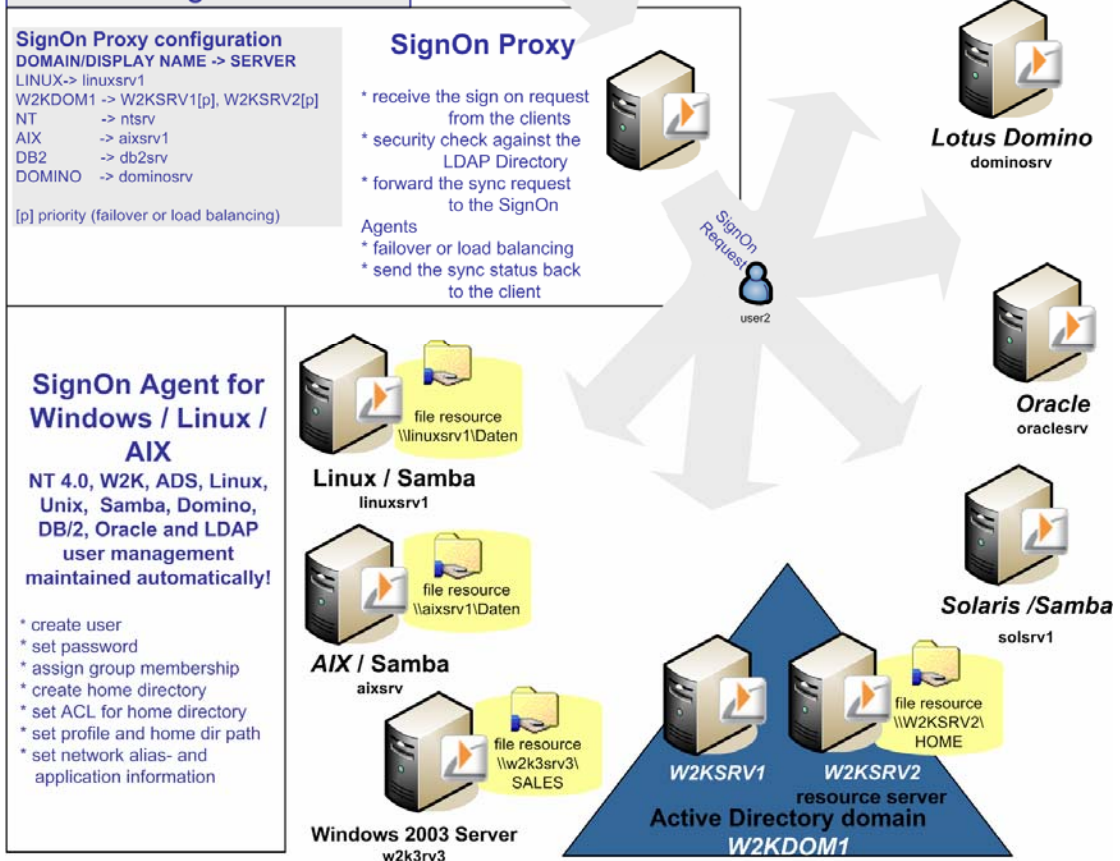 SignOn Proxy configuration
DOMAIN/DISPLAY NAME -> SERVER
LINUX-> linuxsrv1
W2KDOM1 -> W2KSRV1[p], W2KSRV2[p]
NT -> ntsrv
AIX -> aixsrv1
DB2 -> db2srv
DOMINO -> dominosrv
[p] priority (failover or load balancing)
SignOn Proxy
* receive the sign on request
from the clients
* security check against the
LDAP Directory
* forward the sync request
to the SignOn
Agents
* failover or load balancing
* send the sync status back
to the client
SignOn
Request
user2
Lotus Domino
dominosrv
Oracle
oraclesrv
Solaris /Samba
solsrv1
SignOn Agent for
Windows / Linux /
AIX
NT 4.0, W2K, ADS, Linux,
Unix, Samba, Domino,
DB/2, Oracle and LDAP
user management
maintained automatically!
* create user
* set password
* assign group membership
* create home directory
* set ACL for home directory
* set profile and home dir path
* set network alias- and
application information
file resource
\\linuxsrv1\Daten
Linux / Samba
linuxsrv1
file resource
\\aixsrv1\Daten
AIX / Samba
aixsrv
file resource
\\w2k3srv3\
SALES
Windows 2003 Server
w2k3rv3
file resource
\\W2KSRV2\
HOME
W2KSRV1
W2KSRV2
resource server
Active Directory domain
W2KDOM1